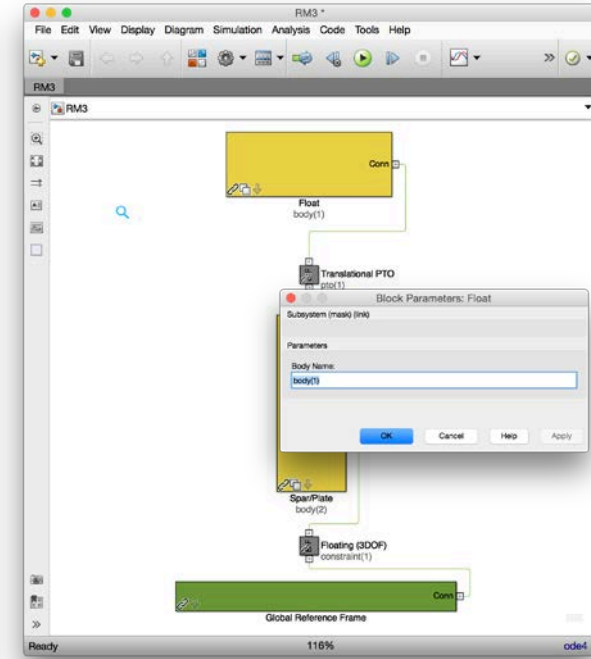 RM3 *
File Edit View Display Diagram Simulation Analysis Code Tools Help
RM3
RM3
Conn
Float
body(1)
Translational PTO
pto(1)
Block Parameters: Float
Subsystem (mask) (link)
Parameters
Body Name:
body(1)
OK Cancel Help Apply
Spar/Plate
body(2)
Floating (3DOF)
constraint(1)
Conn
Global Reference Frame
Ready 116% ode4